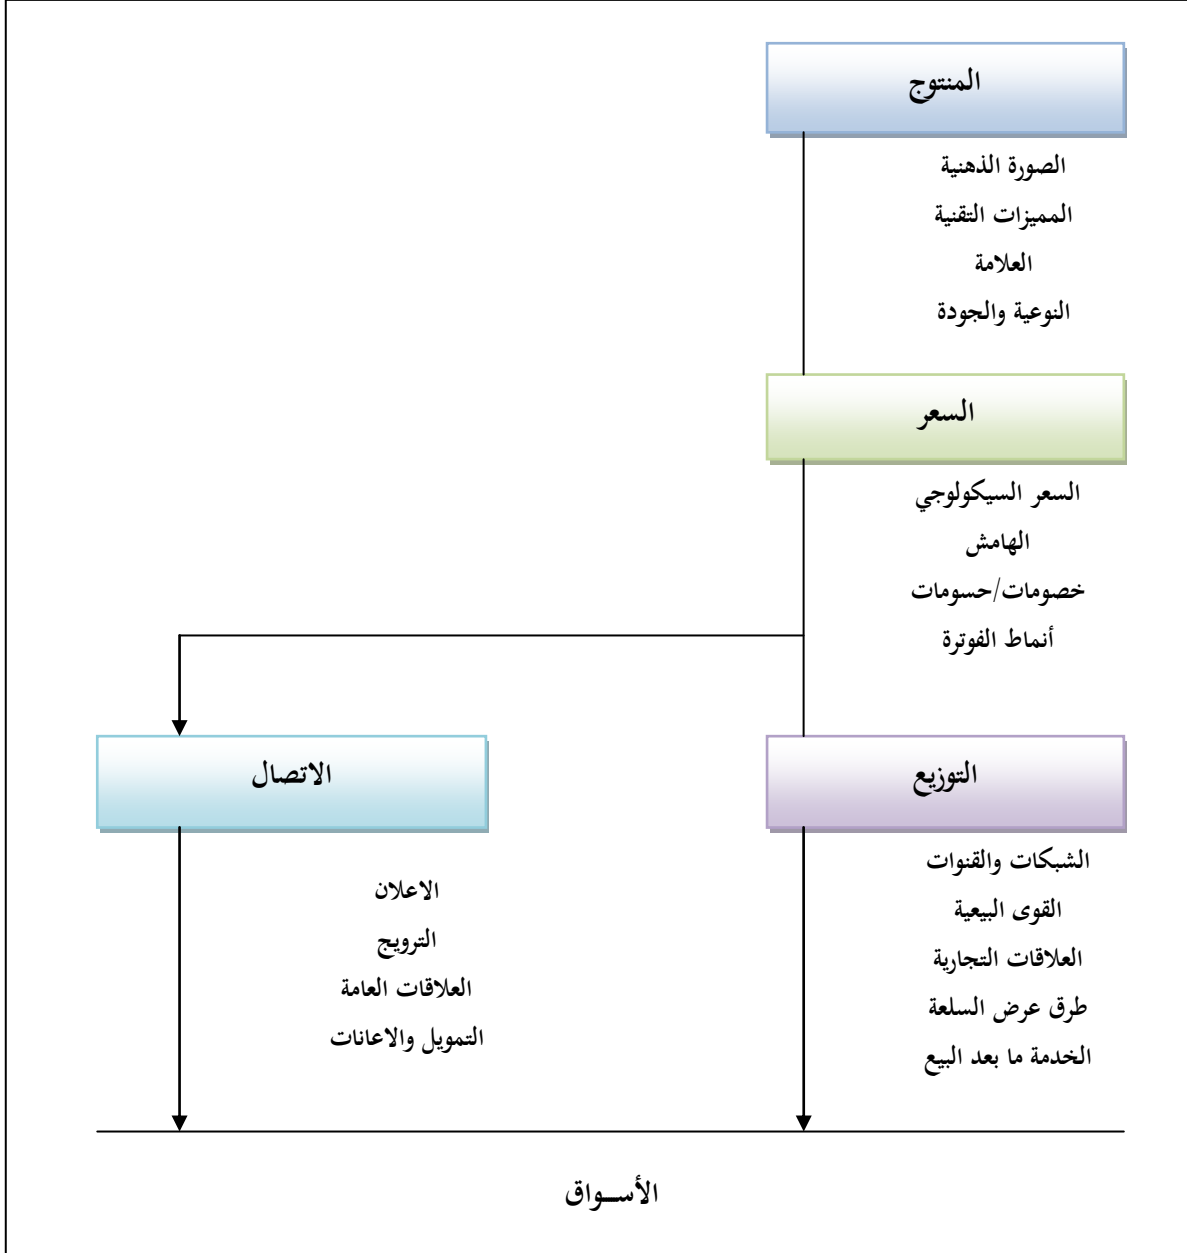 المنتوج
الصورة الذهنية
المميزات التقنية
العلامة
النوعية والجودة
السعر
السعر السيكولوجي
الهامش
خصومات/حسومات
أنماط الفوترة
التوزيع
الشبكات والقنوات
القوى البيعية
العلاقات التجارية
طرق عرض السلعة
الخدمة ما بعد البيع
الاتصال
الاعلان
الترويج
العلاقات العامة
التمويل والاعانات
الأســواق